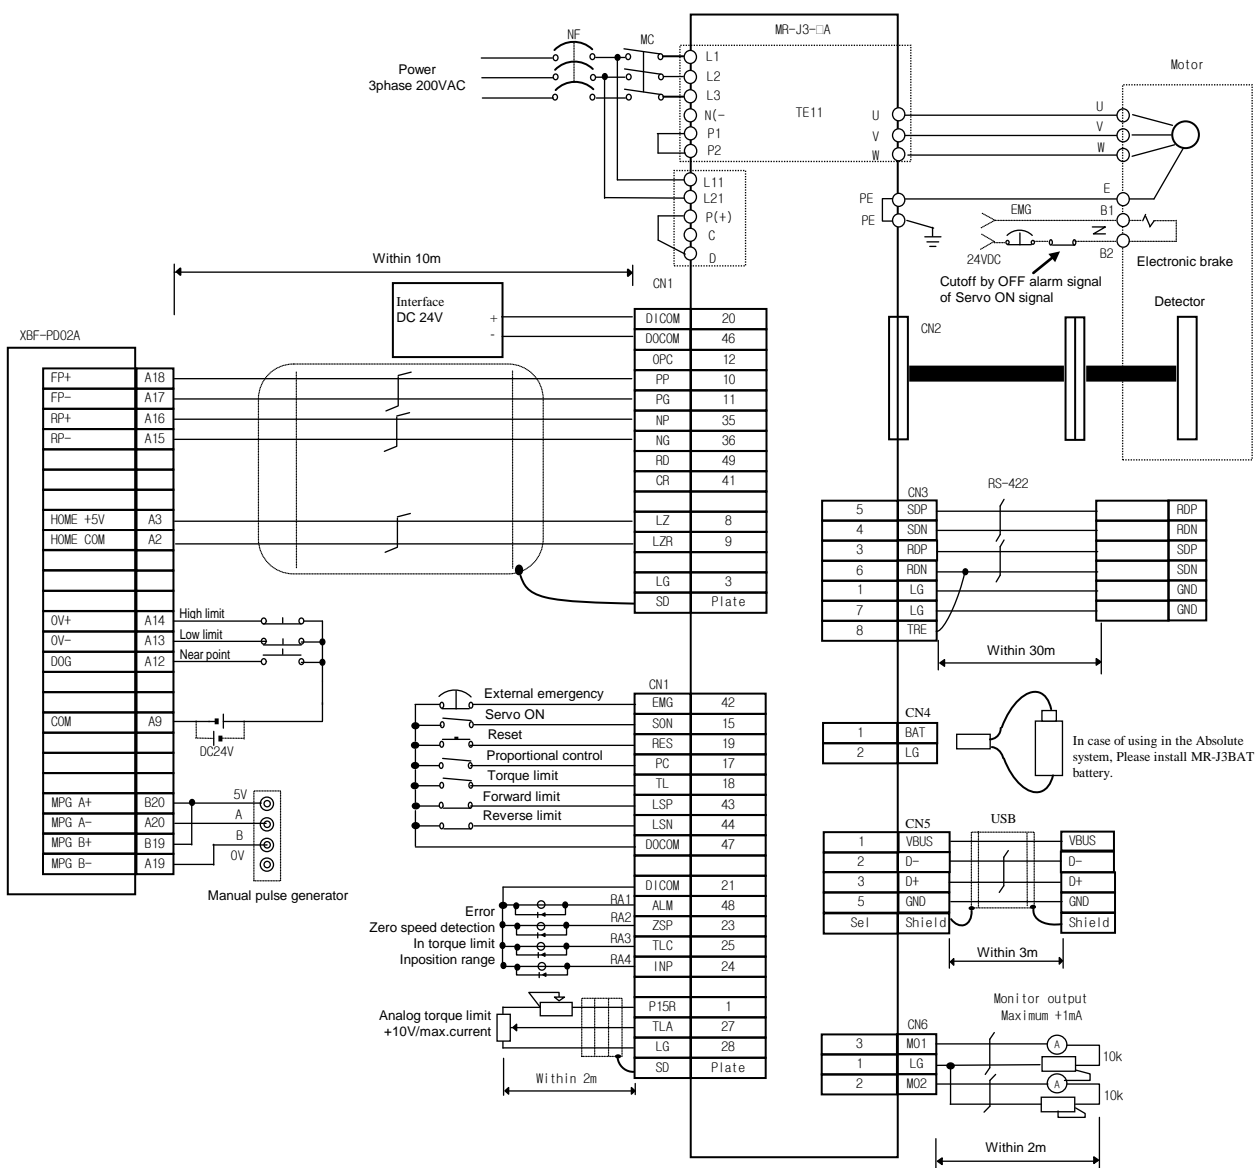 MR-J3-□A
NF
MC
Power
3phase 200VAC
L1
L2
L3
N(-
P1
P2
TE11
U
V
W
Motor
U
V
W
L11
L21
P(+)
C
D
PE
PE
E
EMG
B1
24VDC
B2
Electronic brake
Cutoff by OFF alarm signal
of Servo ON signal
Detector
CN2
Within 10m
CN1
Interface
DC 24V
+
-
DICOM 20
DOCOM 46
OPC 12
PP 10
PG 11
NP 35
NG 36
RD 49
CR 41
LZ 8
LZR 9
LG 3
SD Plate
XBF-PD02A
FP+ A18
FP- A17
RP+ A16
RP- A15
HOME +5V A3
HOME COM A2
OV+ A14 High limit
OV- A13 Low limit
DOG A12 Near point
COM A9
DC24V
MPG A+ B20 5V
MPG A- A20 A
MPG B+ B19 B
MPG B- A19 0V
Manual pulse generator
CN1
External emergency EMG 42
Servo ON SON 15
Reset RES 19
Proportional control PC 17
Torque limit TL 18
Forward limit LSP 43
Reverse limit LSN 44
DOCOM 47
DICOM 21
Error RA1 ALM 48
Zero speed detection RA2 ZSP 23
In torque limit RA3 TLC 25
Inposition range RA4 INP 24
P15R 1
Analog torque limit
+10V/max.current
TLA 27
LG 28
SD Plate
Within 2m
CN3
RS-422
5 SDP RDP
4 SDN RDN
3 RDP SDP
6 RDN SDN
1 LG GND
7 LG GND
8 TRE
Within 30m
CN4
1 BAT
2 LG
In case of using in the Absolute
system, Please install MR-J3BAT
battery.
CN5
USB
1 VBUS VBUS
2 D- D-
3 D+ D+
5 GND GND
Sel Shield Shield
Within 3m
Monitor output
Maximum +1mA
CN6
3 MO1 A
10k
1 LG
2 MO2 A
10k
Within 2m